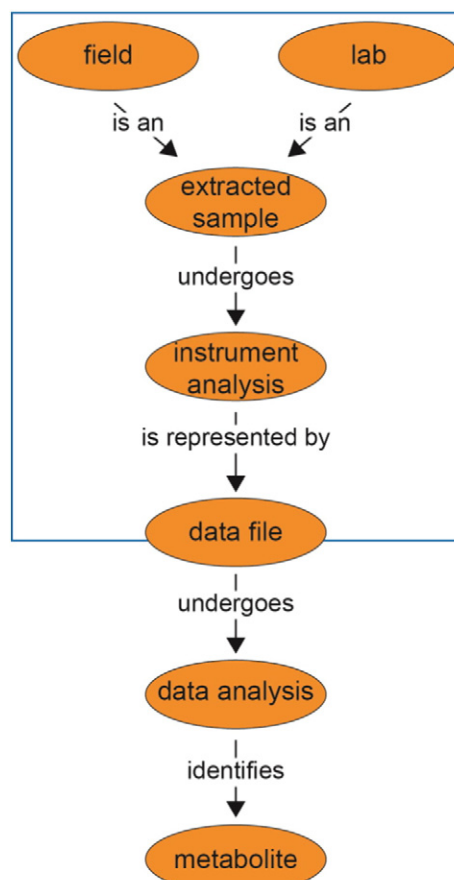 field
lab
is an
is an
extracted
sample
undergoes
instrument
analysis
is represented by
data file
undergoes
data analysis
identifies
metabolite